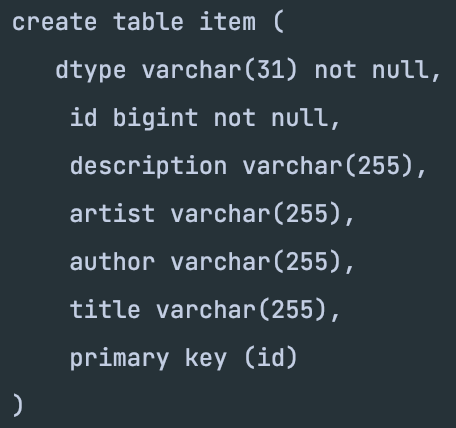 create table item (
dtype varchar(31) not null,
id bigint not null,
description varchar(255),
artist varchar(255),
author varchar(255),
title varchar(255),
primary key (id)
)